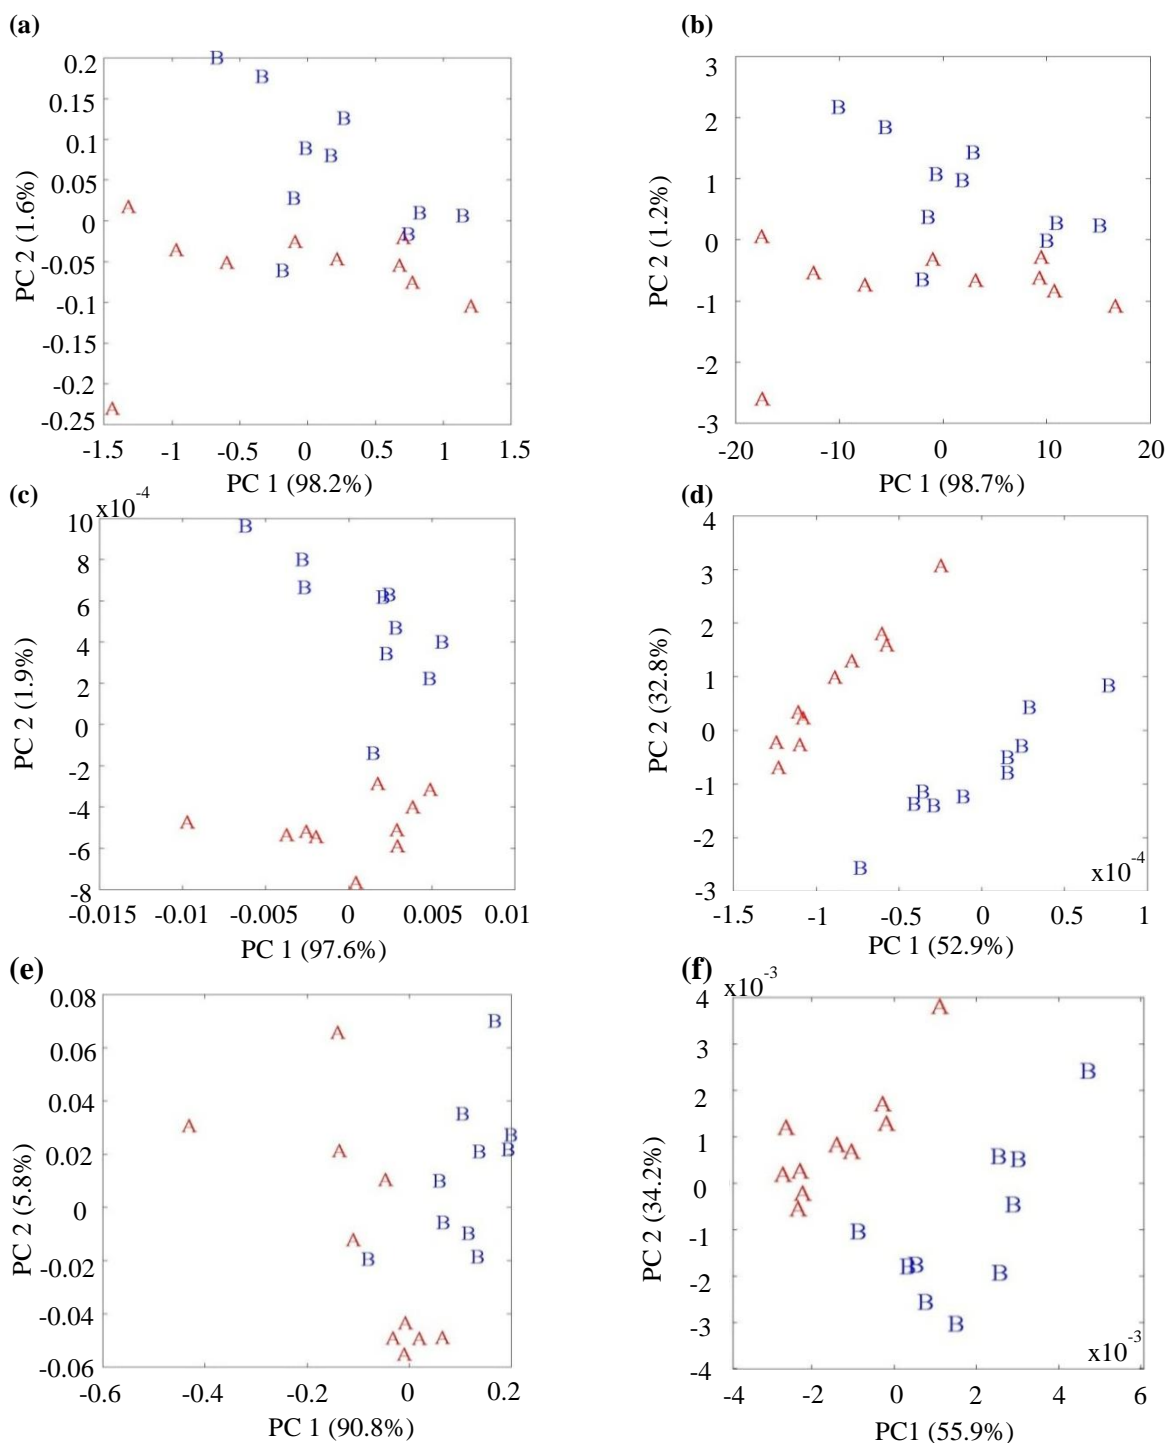 (a)
0.2
0.15
0.1
0.05
0
-0.05
-0.1
-0.15
-0.2
-0.25
PC 2 (1.6%)
B
B
B
B
B
B
B
B
B
B
A
A
A
A
A
A
A
A
A
A
-1.5 -1 -0.5 0 0.5 1 1.5
PC 1 (98.2%)
(b)
3
2
1
0
-1
-2
-3
PC 2 (1.2%)
B
B
B
B
B
B
B
B
B
B
A
A
A
A
A
A
A
A
A
A
-20 -10 0 10 20
PC 1 (98.7%)
(c)
x10-4
10
8
6
4
2
0
-2
-4
-6
-8
PC 2 (1.9%)
B
B
B
B
B
B
B
B
B
B
A
A
A
A
A
A
A
A
A
A
-0.015 -0.01 -0.005 0 0.005 0.01
PC 1 (97.6%)
(d)
4
3
2
1
0
-1
-2
-3
PC 2 (32.8%)
A
A
A
A
A
A
A
A
A
A
B
B
B
B
B
B
B
B
B
B
x10-4
-1.5 -1 -0.5 0 0.5 1
PC 1 (52.9%)
(e)
0.08
0.06
0.04
0.02
0
-0.02
-0.04
-0.06
PC 2 (5.8%)
B
A
B
A
B
A
B
B
A
B
B
B
A
B
B
A
A
A
A
A
-0.6 -0.4 -0.2 0 0.2
PC 1 (90.8%)
(f)
x10-3
4
3
2
1
0
-1
-2
-3
-4
PC 2 (34.2%)
A
B
A
A
A
A
A
B
B
A
A
A
B
A
B
B
B
B
B
B
x10-3
-4 -2 0 2 4 6
PC1 (55.9%)